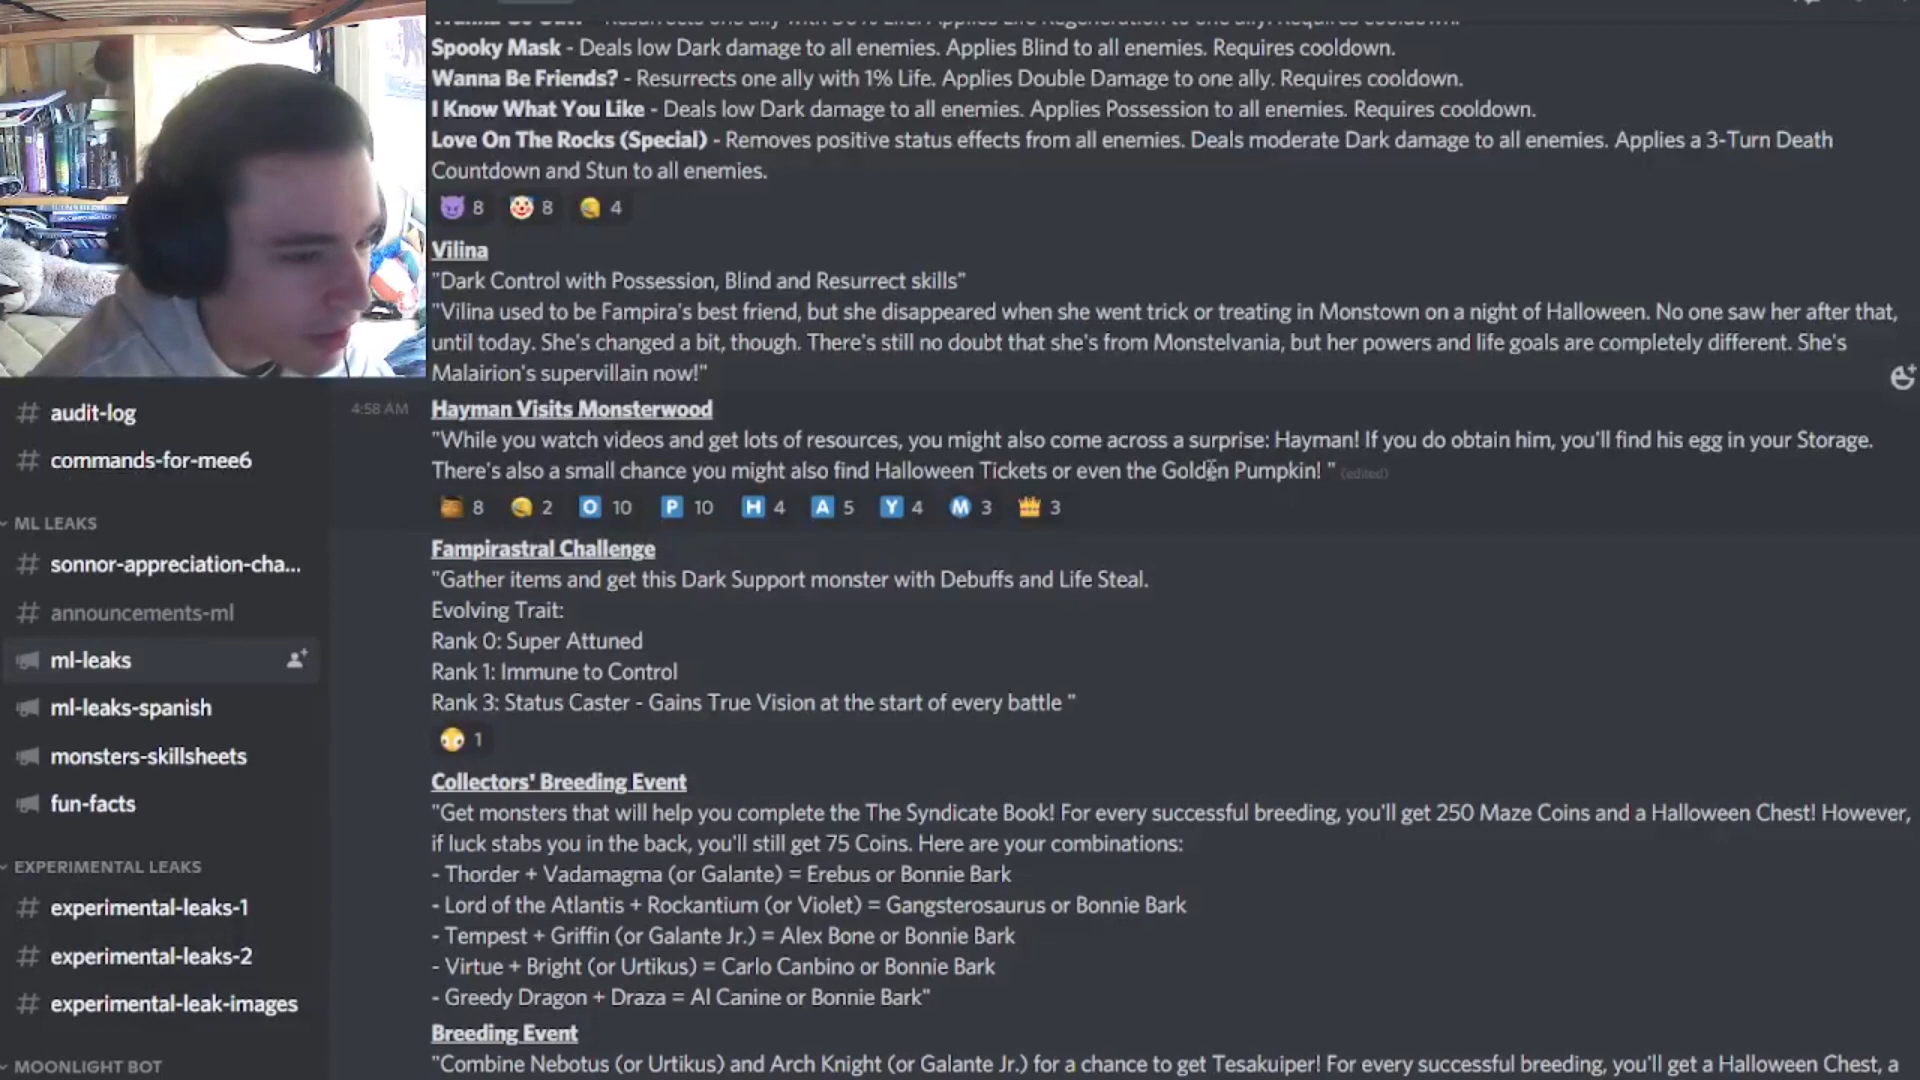 Spooky Mask - Deals low Dark damage to all enemies. Applies Blind to all enemies. Requires cooldown.
Wanna Be Friends? - Resurrects one ally with 1% Life. Applies Double Damage to one ally. Requires cooldown.
I Know What You Like - Deals low Dark damage to all enemies. Applies Possession to all enemies. Requires cooldown.
Love On The Rocks (Special) - Removes positive status effects from all enemies. Deals moderate Dark damage to all enemies. Applies a 3-Turn Death
Countdown and Stun to all enemies.
8 8 4
Vilina
"Dark Control with Possession, Blind and Resurrect skills"
"Vilina used to be Fampira's best friend, but she disappeared when she went trick or treating in Monstown on a night of Halloween. No one saw her after that,
until today. She's changed a bit, though. There's still no doubt that she's from Monstelvania, but her powers and life goals are completely different. She's
Malairion's supervillain now!"
4:58 AM Hayman Visits Monsterwood
"While you watch videos and get lots of resources, you might also come across a surprise: Hayman! If you do obtain him, you'll find his egg in your Storage.
There's also a small chance you might also find Halloween Tickets or even the Golden Pumpkin! " (edited)
8 2 O 10 P 10 H 4 A 5 Y 4 M 3 3
Fampirastral Challenge
"Gather items and get this Dark Support monster with Debuffs and Life Steal.
Evolving Trait:
Rank 0: Super Attuned
Rank 1: Immune to Control
Rank 3: Status Caster - Gains True Vision at the start of every battle "
1
Collectors' Breeding Event
"Get monsters that will help you complete the The Syndicate Book! For every successful breeding, you'll get 250 Maze Coins and a Halloween Chest! However,
if luck stabs you in the back, you'll still get 75 Coins. Here are your combinations:
- Thorder + Vadamagma (or Galante) = Erebus or Bonnie Bark
- Lord of the Atlantis + Rockantium (or Violet) = Gangsterosaurus or Bonnie Bark
- Tempest + Griffin (or Galante Jr.) = Alex Bone or Bonnie Bark
- Virtue + Bright (or Urtikus) = Carlo Canbino or Bonnie Bark
- Greedy Dragon + Draza = Al Canine or Bonnie Bark"
Breeding Event
"Combine Nebotus (or Urtikus) and Arch Knight (or Galante Jr.) for a chance to get Tesakuiper! For every successful breeding, you'll get a Halloween Chest, a
# audit-log
# commands-for-mee6
ML LEAKS
# sonnor-appreciation-cha...
# announcements-ml
ml-leaks
ml-leaks-spanish
monsters-skillsheets
fun-facts
EXPERIMENTAL LEAKS
# experimental-leaks-1
# experimental-leaks-2
# experimental-leak-images
MOONLIGHT BOT